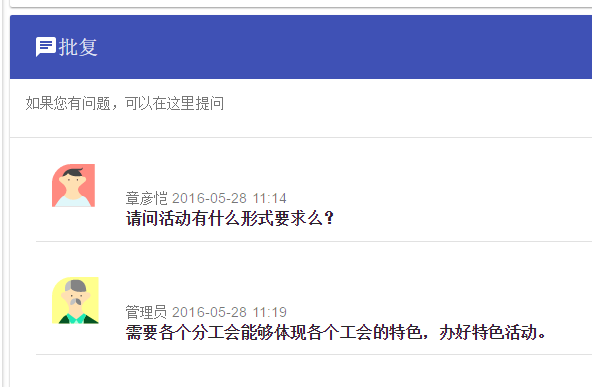 批复
如果您有问题，可以在这里提问
章彦恺 2016-05-28 11:14
请问活动有什么形式要求么？
管理员 2016-05-28 11:19
需要各个分工会能够体现各个工会的特色，办好特色活动。